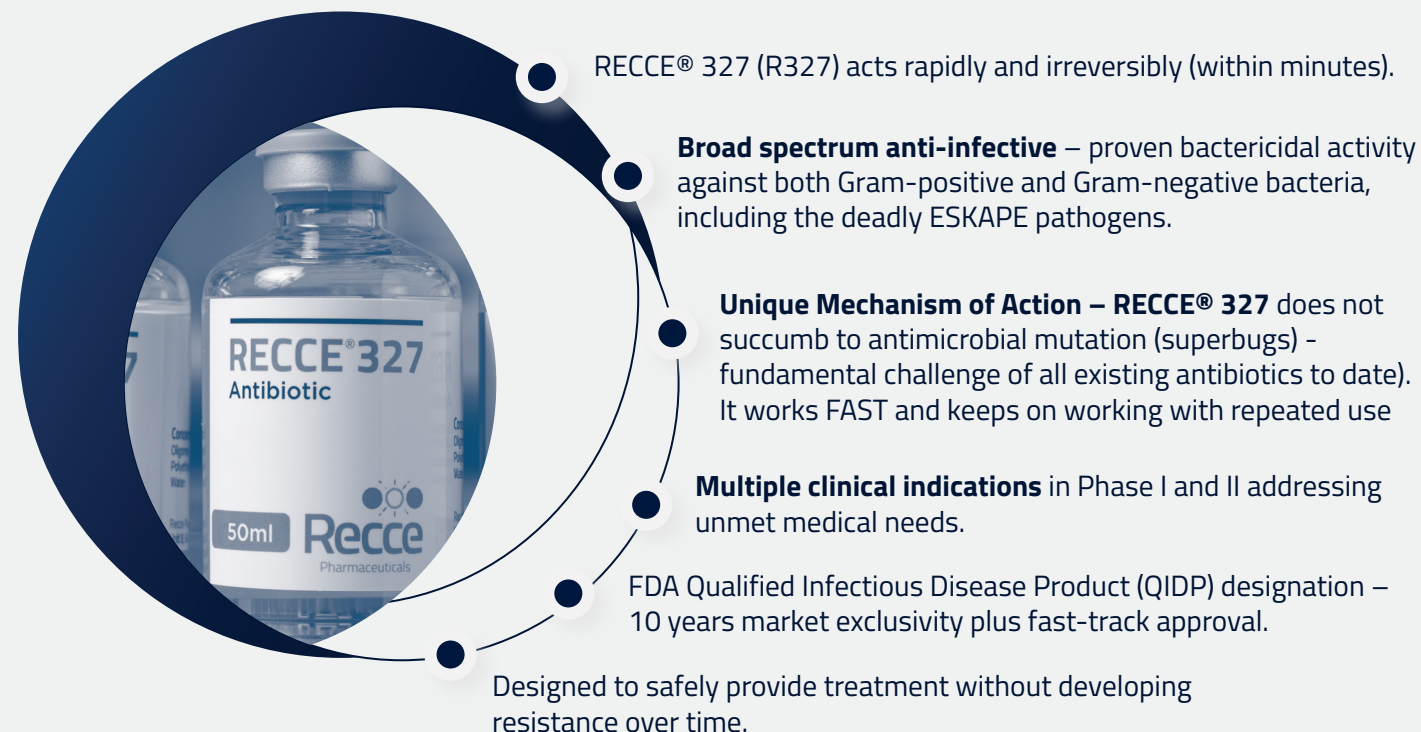 RECCE® 327 (R327) acts rapidly and irreversibly (within minutes).
Broad spectrum anti-infective – proven bactericidal activity
against both Gram-positive and Gram-negative bacteria,
including the deadly ESKAPE pathogens.
Unique Mechanism of Action – RECCE® 327 does not
succumb to antimicrobial mutation (superbugs) -
fundamental challenge of all existing antibiotics to date).
It works FAST and keeps on working with repeated use
Multiple clinical indications in Phase I and II addressing
unmet medical needs.
FDA Qualified Infectious Disease Product (QIDP) designation –
10 years market exclusivity plus fast-track approval.
Designed to safely provide treatment without developing
resistance over time.
RECCE® 327
Antibiotic
50ml
Recce
Pharmaceuticals
7